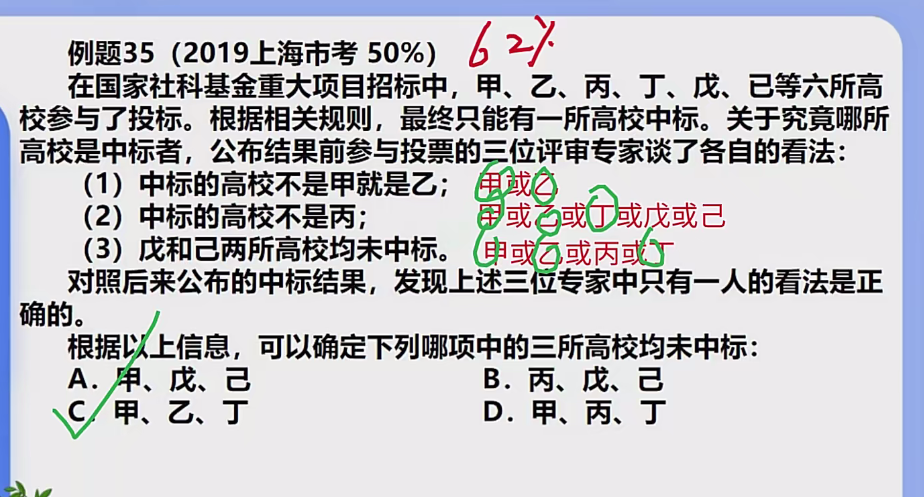 例题35（2019上海市考 50%） 62%
在国家社科基金重大项目招标中，甲、乙、丙、丁、戊、已等六所高
校参与了投标。根据相关规则，最终只能有一所高校中标。关于究竟哪所
高校是中标者，公布结果前参与投票的三位评审专家谈了各自的看法：
（1）中标的高校不是甲就是乙； 甲或乙
（2）中标的高校不是丙； 甲或乙或丁或戊或己
（3）戊和己两所高校均未中标。 甲或乙或丙或丁
对照后来公布的中标结果，发现上述三位专家中只有一人的看法是正
确的。
根据以上信息，可以确定下列哪项中的三所高校均未中标：
A．甲、戊、己 B．丙、戊、己
C．甲、乙、丁 D．甲、丙、丁